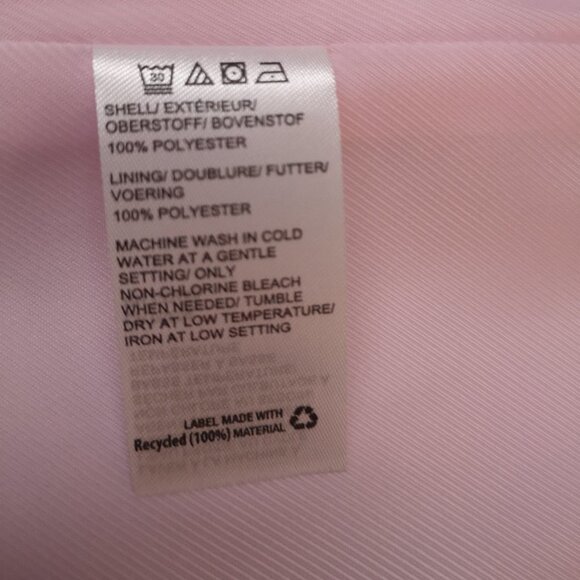 30
SHELL/ EXTÉRIEUR/
OBERSTOFF/ BOVENSTOF
100% POLYESTER
LINING/ DOUBLURE/ FUTTER/
VOERING
100% POLYESTER
MACHINE WASH IN COLD
WATER AT A GENTLE
SETTING/ ONLY
NON-CHLORINE BLEACH
WHEN NEEDED/ TUMBLE
DRY AT LOW TEMPERATURE/
IRON AT LOW SETTING
LABEL MADE WITH
Recycled (100%) MATERIAL